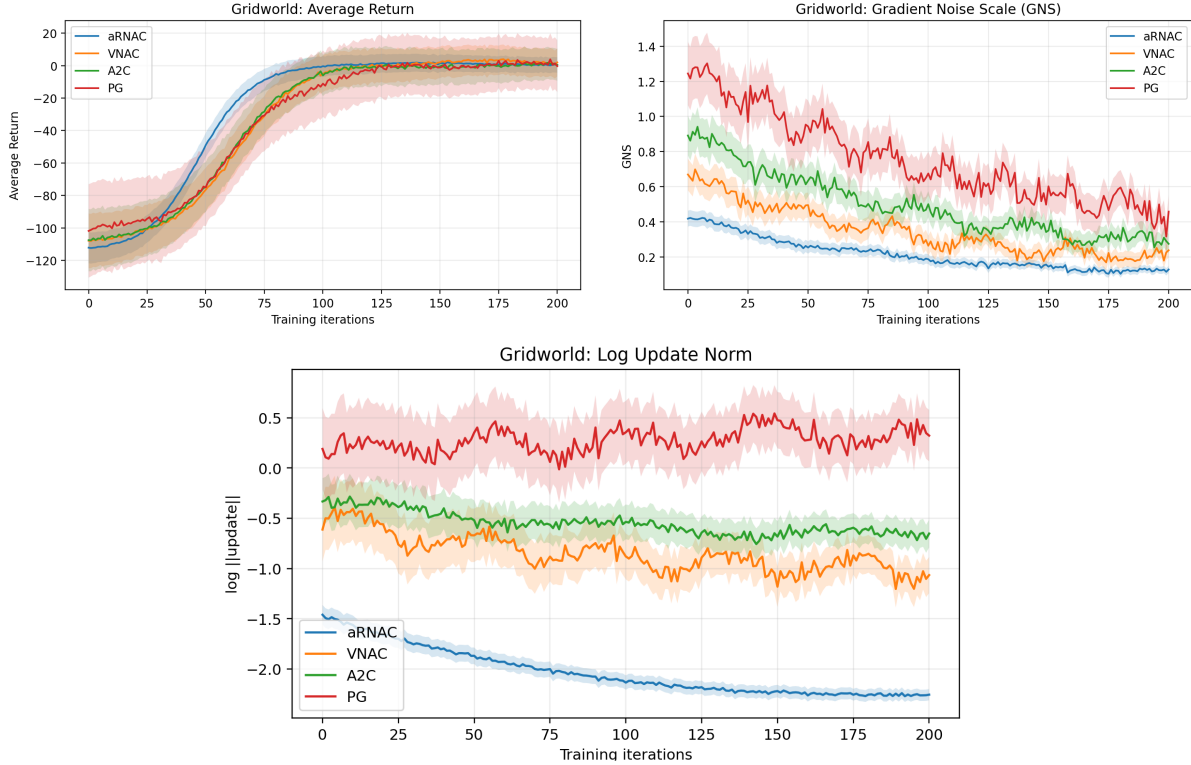 Gridworld: Average Return
20
0
−20
−40
−60
−80
−100
−120
Average Return
0
25
50
75
100
125
150
175
200
Training iterations
aRNAC
VNAC
A2C
PG
Gridworld: Gradient Noise Scale (GNS)
1.4
1.2
1.0
0.8
0.6
0.4
0.2
GNS
0
25
50
75
100
125
150
175
200
Training iterations
aRNAC
VNAC
A2C
PG
Gridworld: Log Update Norm
0.5
0.0
−0.5
−1.0
−1.5
−2.0
log ||update||
0
25
50
75
100
125
150
175
200
Training iterations
aRNAC
VNAC
A2C
PG